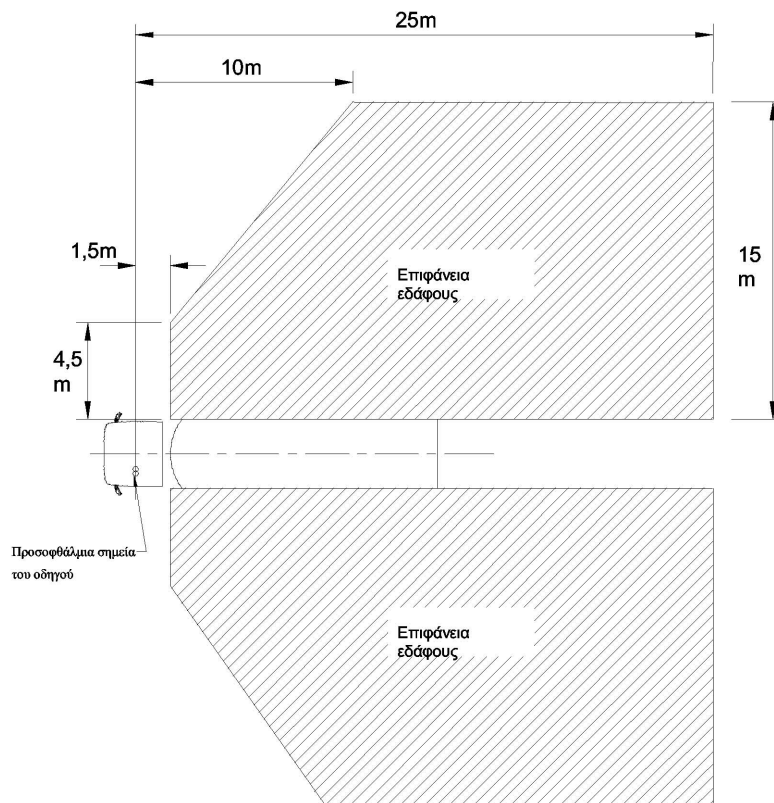 25m
10m
1,5m
Επιφάνεια
εδάφους
15
m
4,5
m
Προσοφθάλμια σημεία
του οδηγού
Επιφάνεια
εδάφους